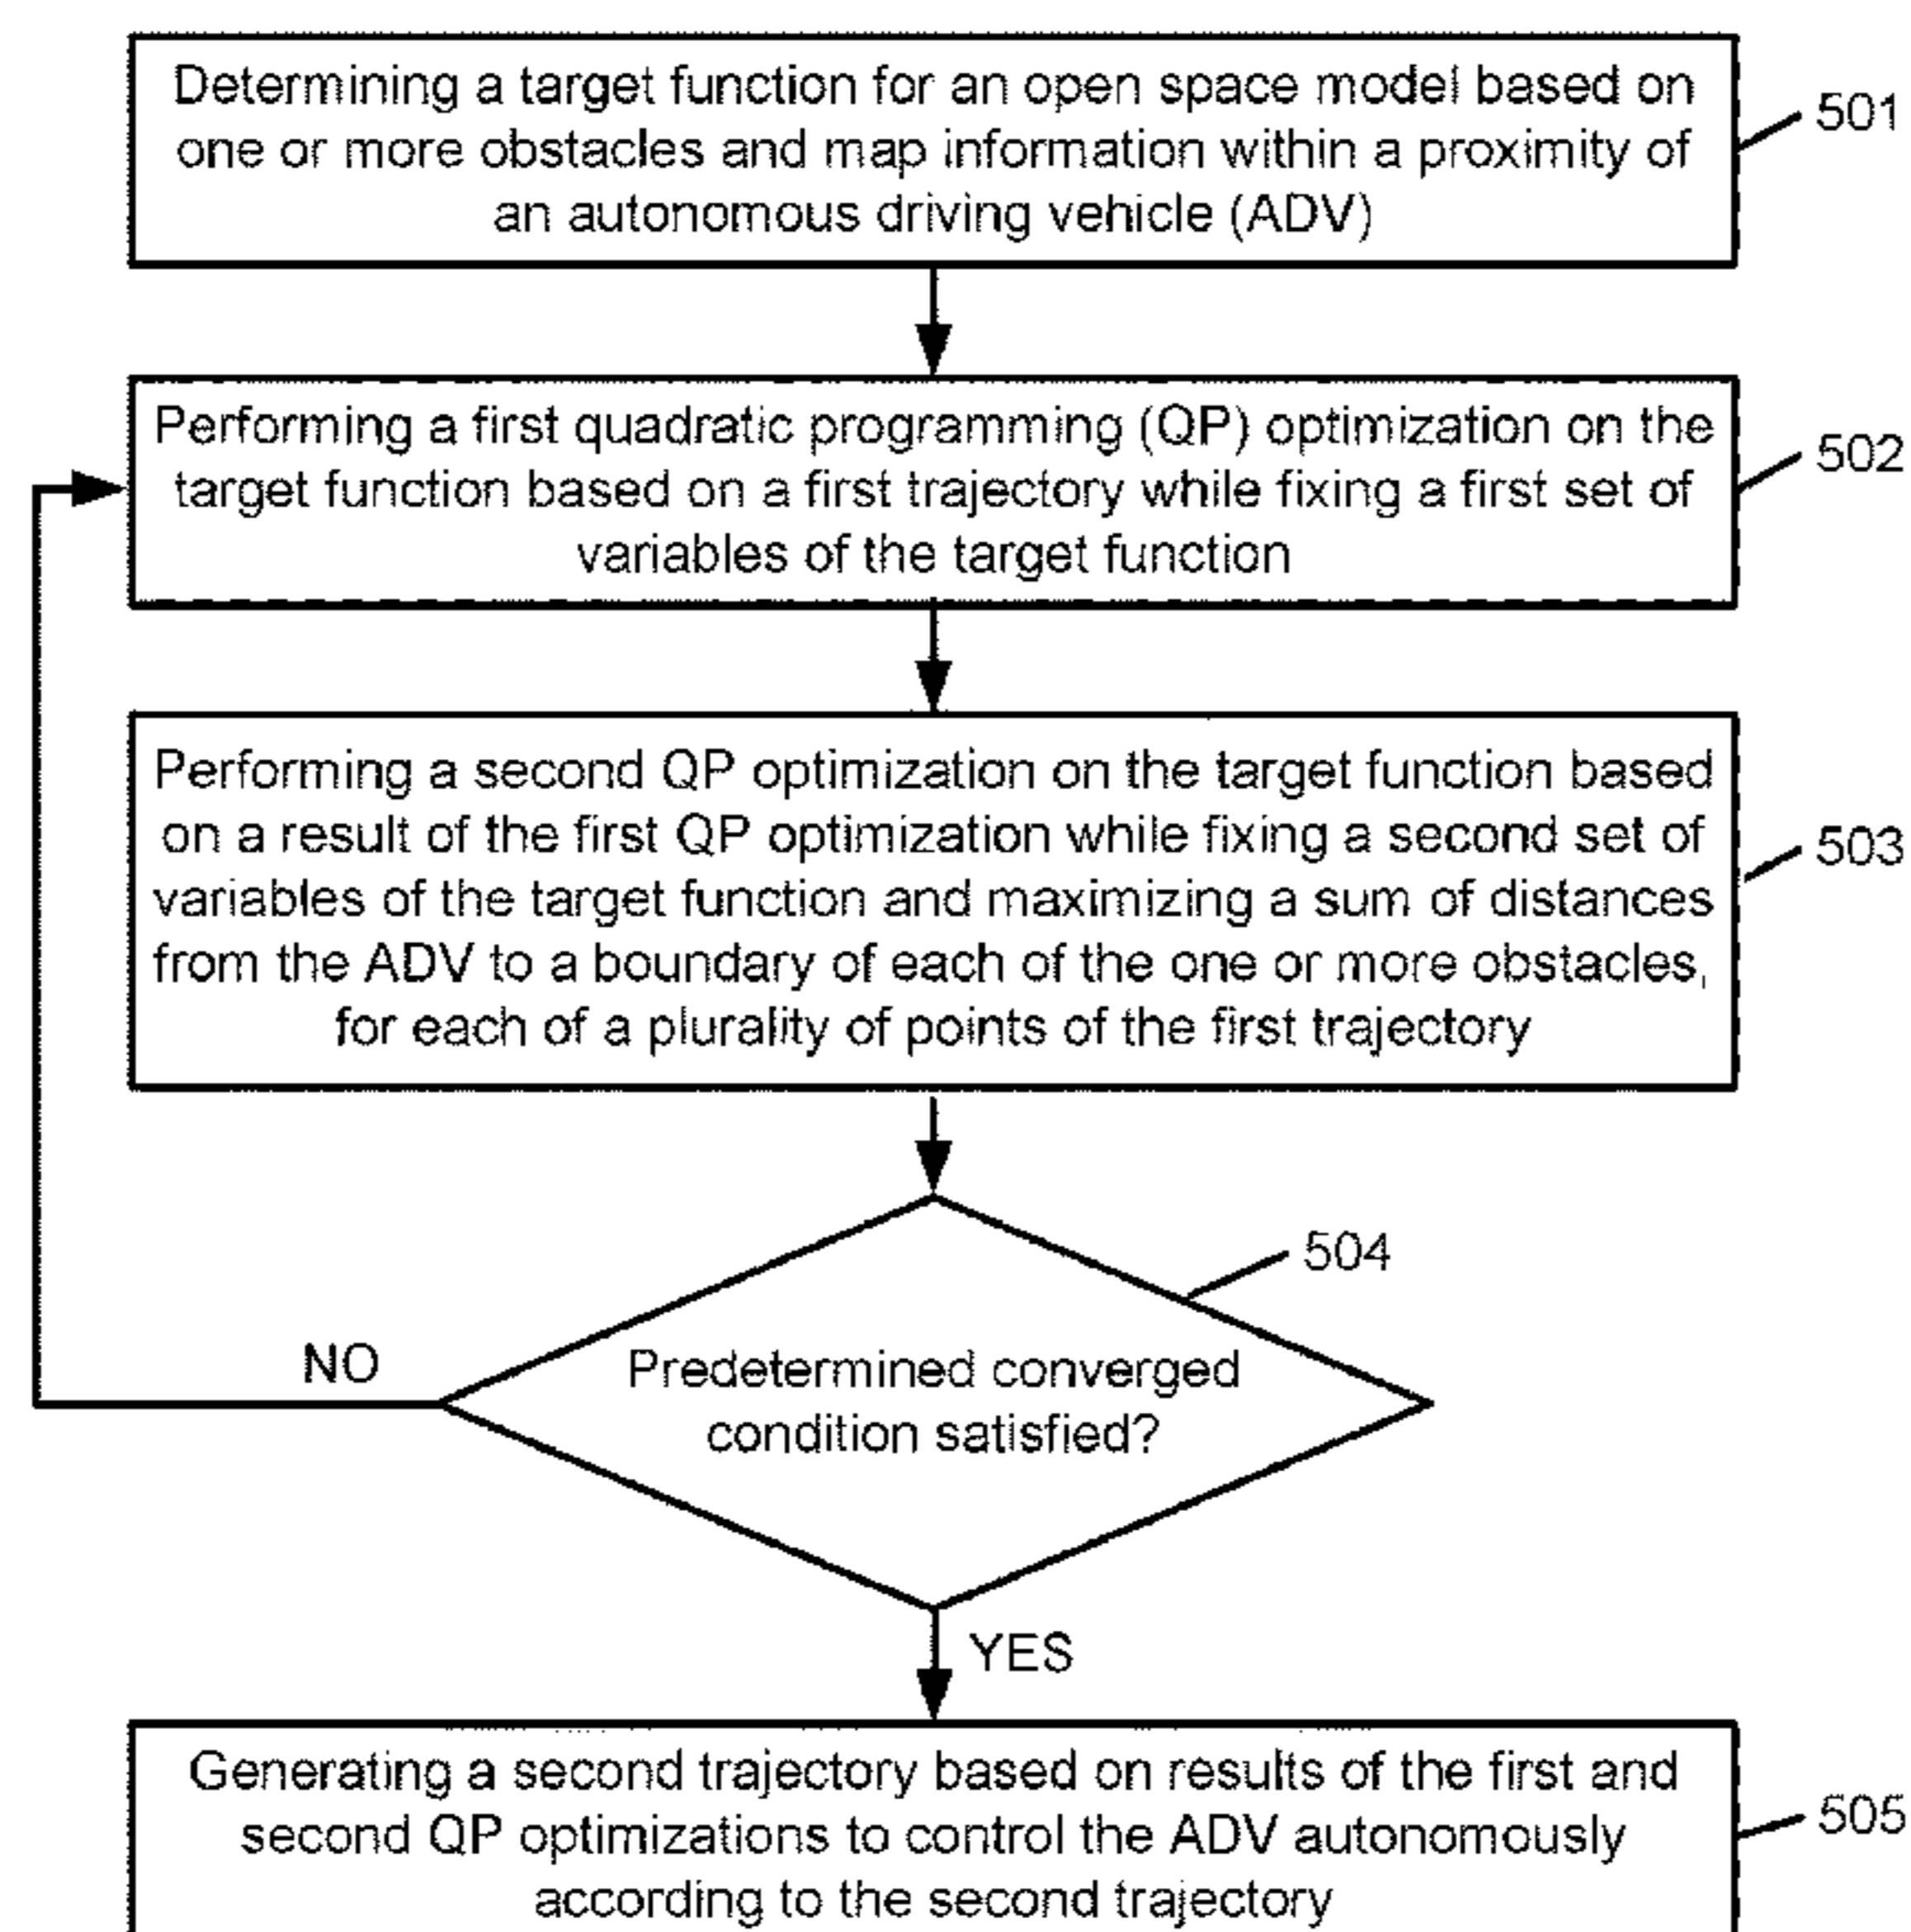 Determining a target function for an open space model based on
one or more obstacles and map information within a proximity of
an autonomous driving vehicle (ADV)
501
Performing a first quadratic programming (QP) optimization on the
target function based on a first trajectory while fixing a first set of
variables of the target function
502
Performing a second QP optimization on the target function based
on a result of the first QP optimization while fixing a second set of
variables of the target function and maximizing a sum of distances
from the ADV to a boundary of each of the one or more obstacles,
for each of a plurality of points of the first trajectory
503
504
NO
Predetermined converged
condition satisfied?
YES
Generating a second trajectory based on results of the first and
second QP optimizations to control the ADV autonomously
according to the second trajectory
505